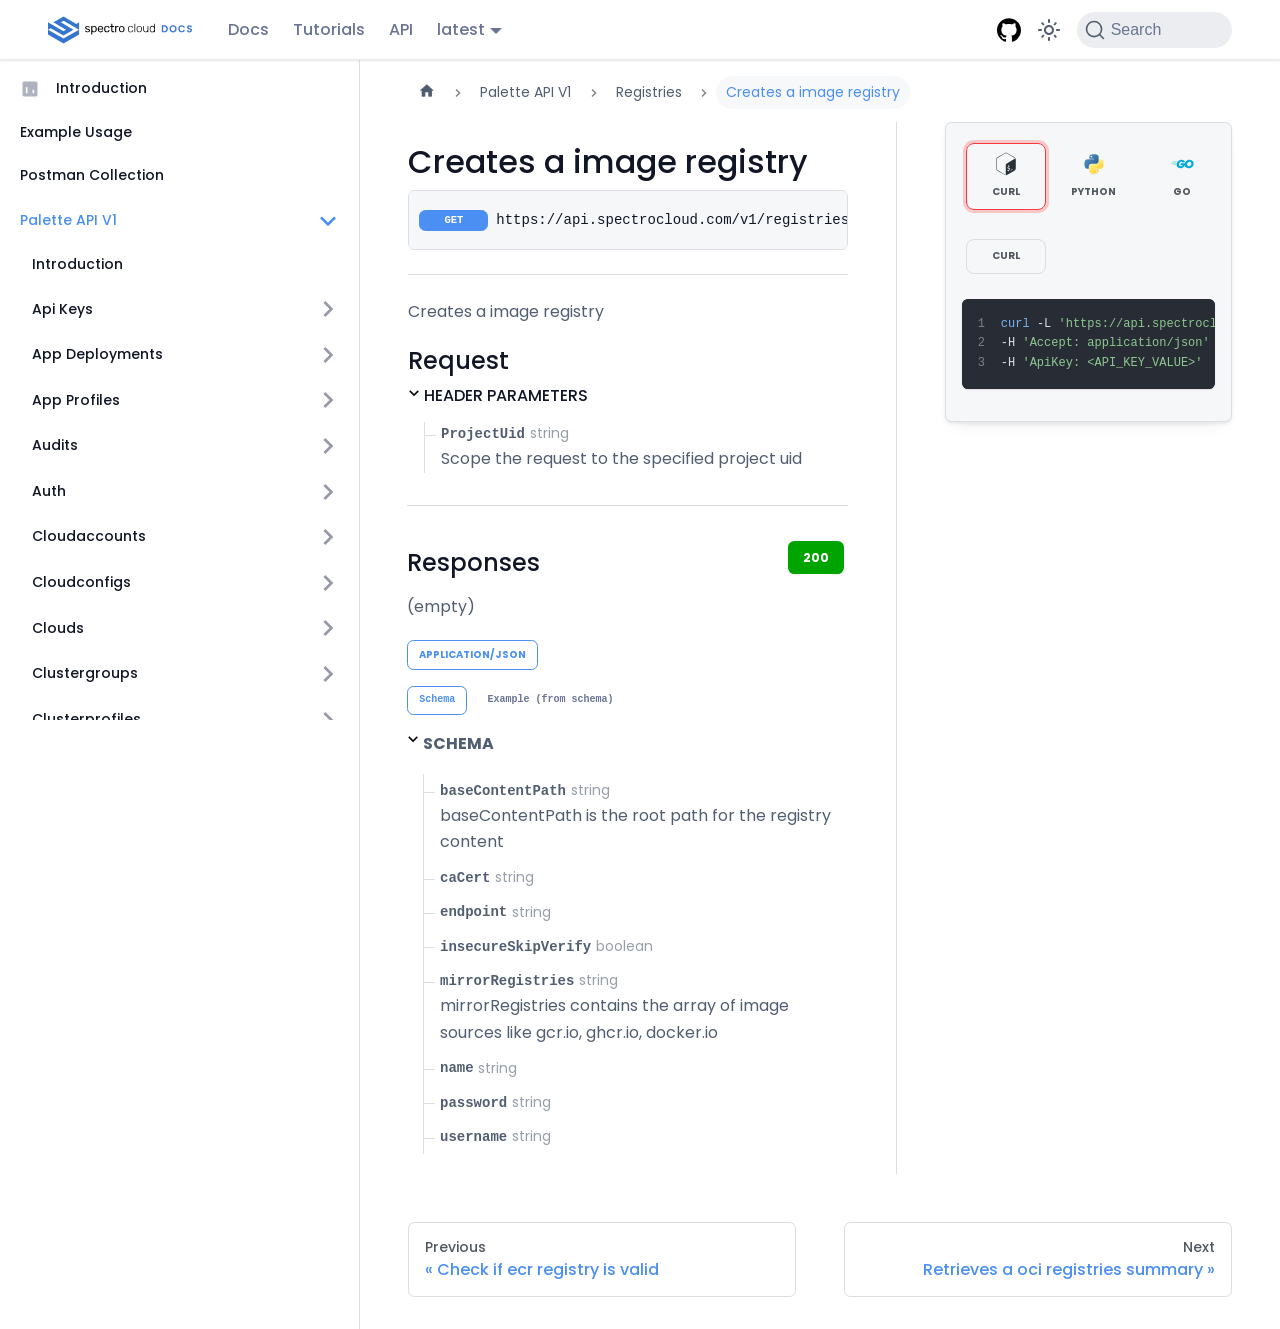 spectro cloud DOCS Docs Tutorials API latest Search
Introduction
Example Usage
Postman Collection
Palette API V1
Introduction
Api Keys
App Deployments
App Profiles
Audits
Auth
Cloudaccounts
Cloudconfigs
Clouds
Clustergroups
Clusterprofiles
Palette API V1 Registries Creates a image registry
Creates a image registry
GET https://api.spectrocloud.com/v1/registries
Creates a image registry
Request
HEADER PARAMETERS
ProjectUid string
Scope the request to the specified project uid
Responses 200
(empty)
APPLICATION/JSON
Schema Example (from schema)
SCHEMA
baseContentPath string
baseContentPath is the root path for the registry
content
caCert string
endpoint string
insecureSkipVerify boolean
mirrorRegistries string
mirrorRegistries contains the array of image
sources like gcr.io, ghcr.io, docker.io
name string
password string
username string
CURL PYTHON GO
CURL
1 curl -L 'https://api.spectrocl
2 -H 'Accept: application/json'
3 -H 'ApiKey: <API_KEY_VALUE>'
Previous
« Check if ecr registry is valid
Next
Retrieves a oci registries summary »